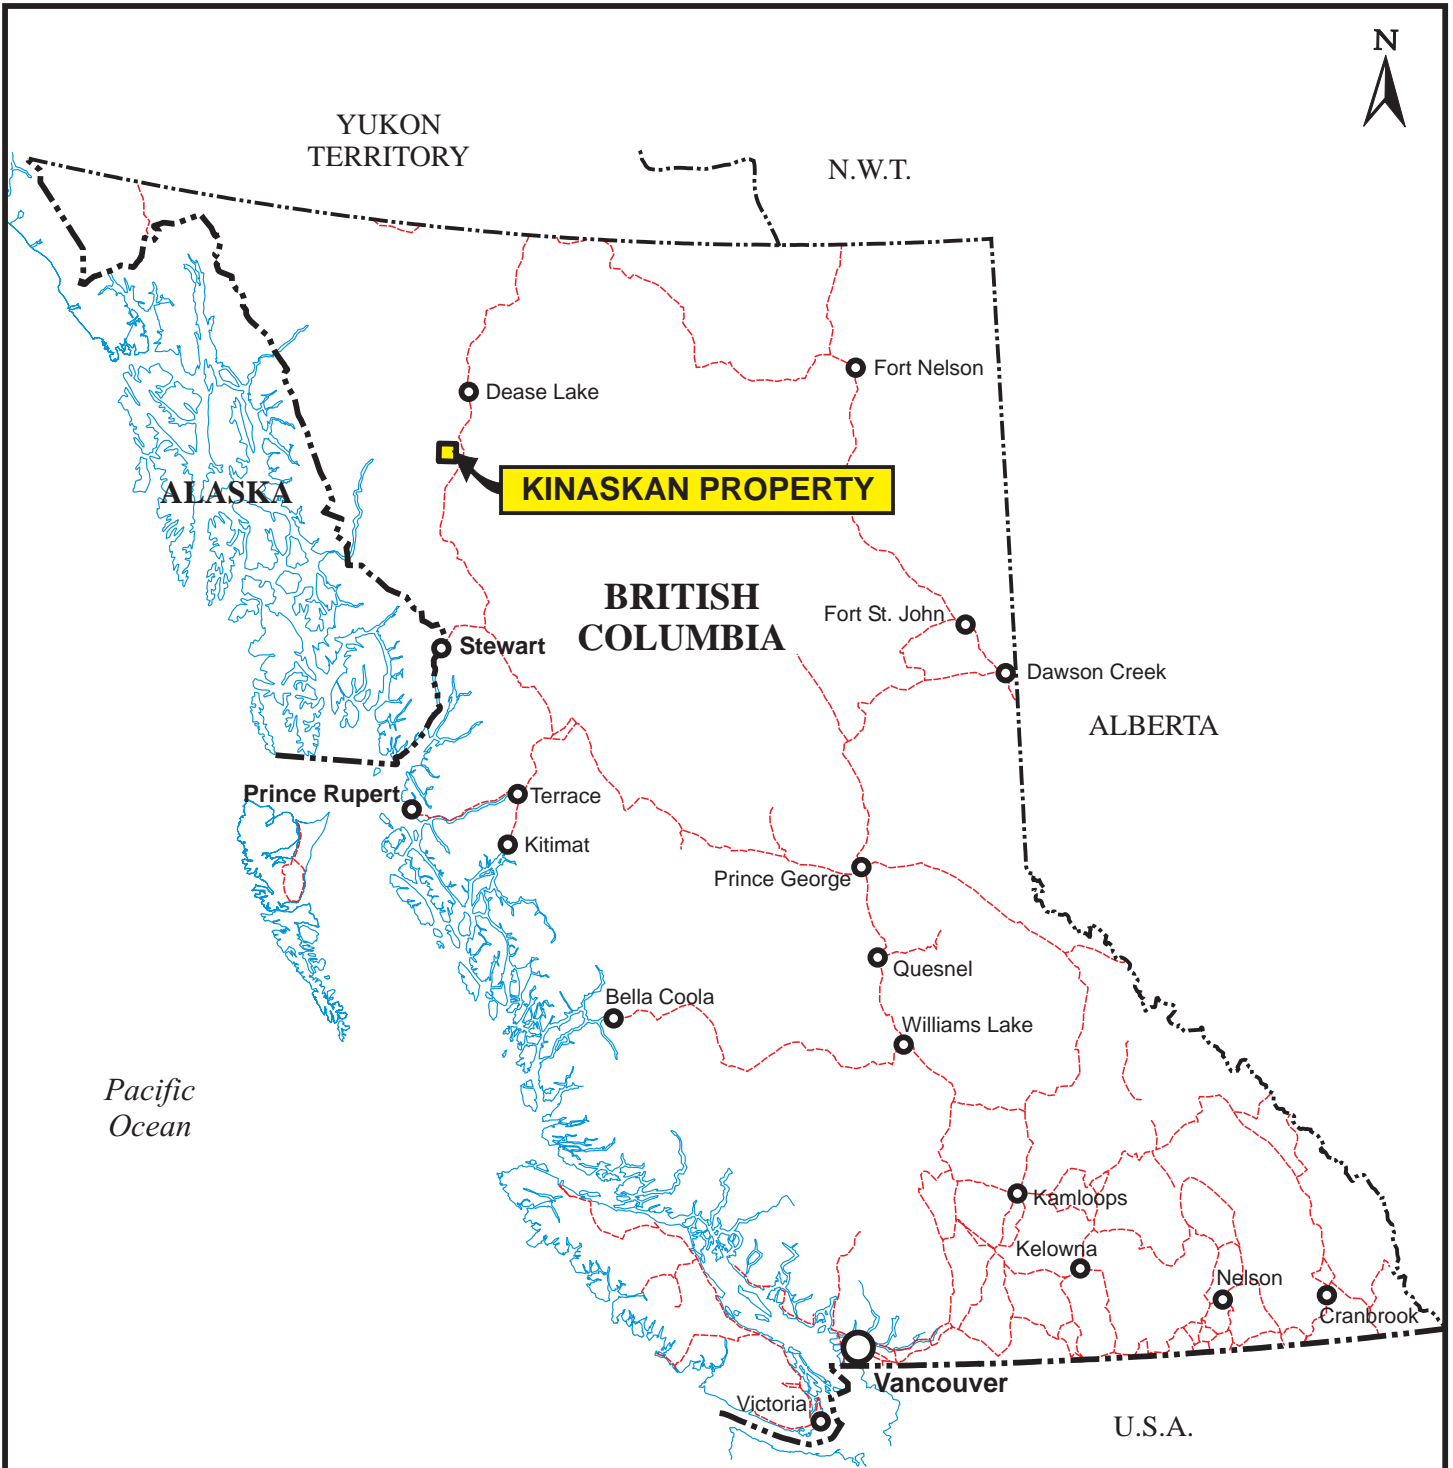 N
YUKON
TERRITORY
N.W.T.
Fort Nelson
Dease Lake
ALASKA
KINASKAN PROPERTY
BRITISH
COLUMBIA
Fort St. John
Stewart
Dawson Creek
ALBERTA
Prince Rupert
Terrace
Kitimat
Prince George
Quesnel
Bella Coola
Williams Lake
Pacific
Ocean
Kamloops
Kelowna
Nelson
Cranbrook
Vancouver
Victoria
U.S.A.